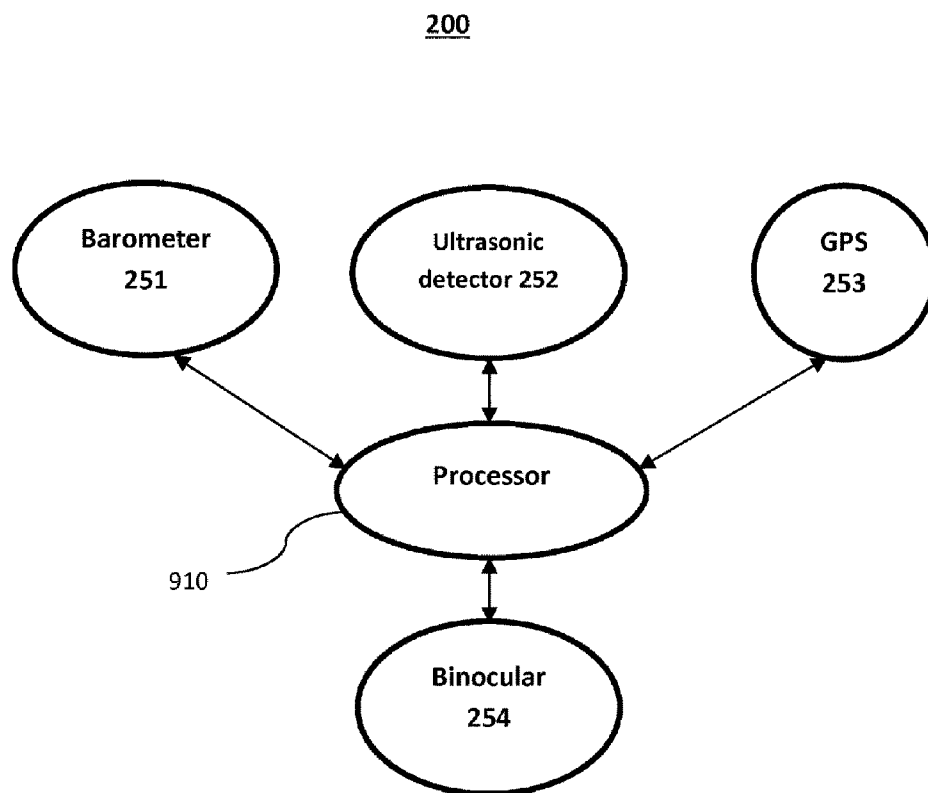 200
Barometer
251
Ultrasonic
detector 252
GPS
253
Processor
910
Binocular
254